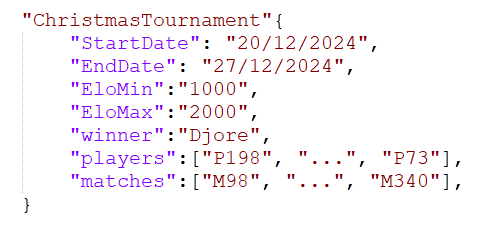 "ChristmasTournament"{
"StartDate": "20/12/2024",
"EndDate": "27/12/2024",
"EloMin":"1000",
"EloMax":"2000",
"winner":"Djore",
"players":["P198", "...", "P73"],
"matches":["M98", "...", "M340"],
}